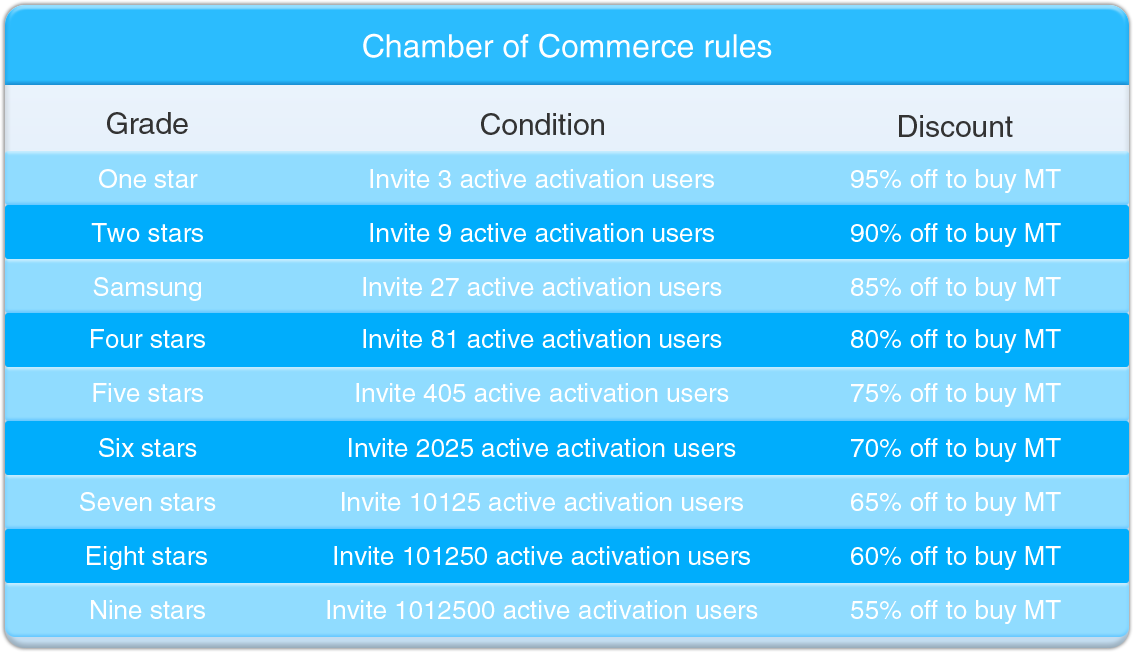 Chamber of Commerce rules
Grade Condition Discount
One star Invite 3 active activation users 95% off to buy MT
Two stars Invite 9 active activation users 90% off to buy MT
Samsung Invite 27 active activation users 85% off to buy MT
Four stars Invite 81 active activation users 80% off to buy MT
Five stars Invite 405 active activation users 75% off to buy MT
Six stars Invite 2025 active activation users 70% off to buy MT
Seven stars Invite 10125 active activation users 65% off to buy MT
Eight stars Invite 101250 active activation users 60% off to buy MT
Nine stars Invite 1012500 active activation users 55% off to buy MT